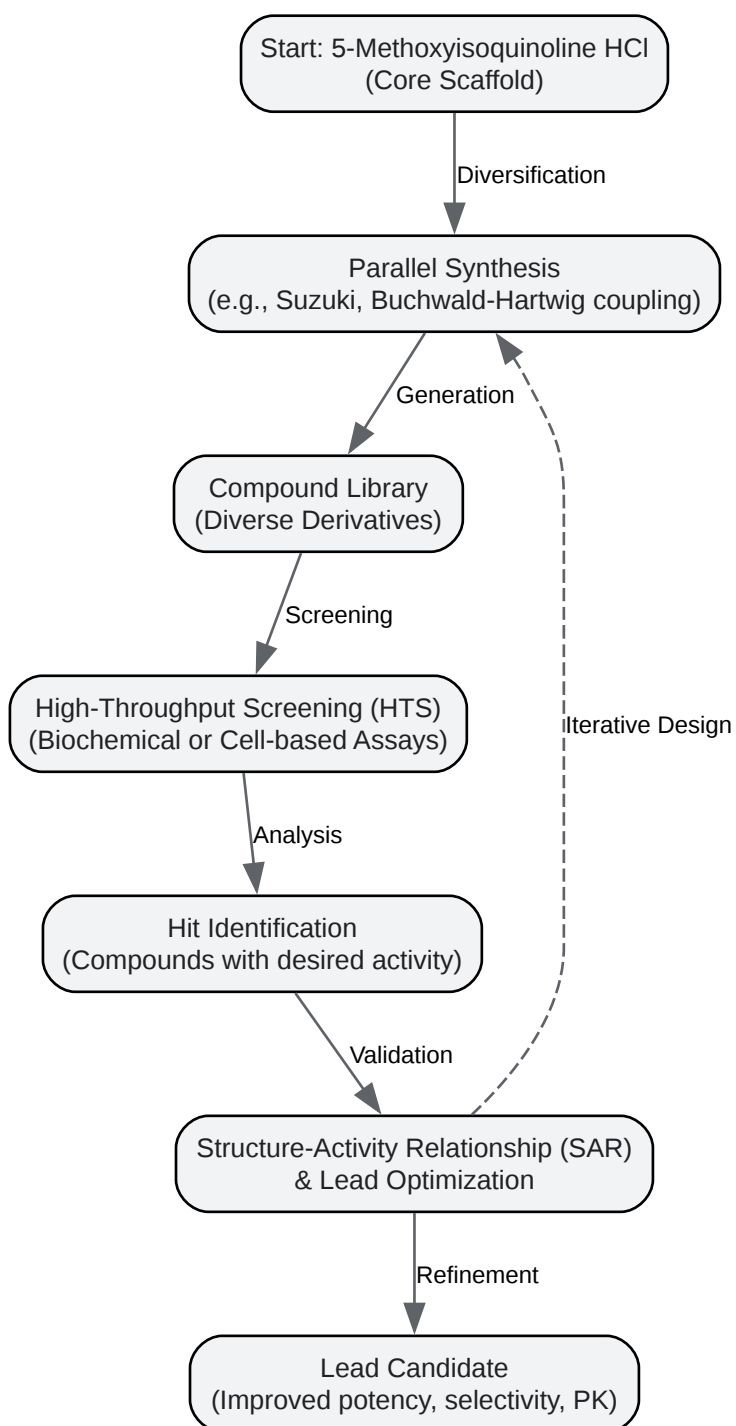 Start: 5-Methoxyisoquinoline HCl
(Core Scaffold)
Diversification
Parallel Synthesis
(e.g., Suzuki, Buchwald-Hartwig coupling)
Generation
Compound Library
(Diverse Derivatives)
Screening
High-Throughput Screening (HTS)
(Biochemical or Cell-based Assays)
Iterative Design
Analysis
Hit Identification
(Compounds with desired activity)
Validation
Structure-Activity Relationship (SAR)
& Lead Optimization
Refinement
Lead Candidate
(Improved potency, selectivity, PK)